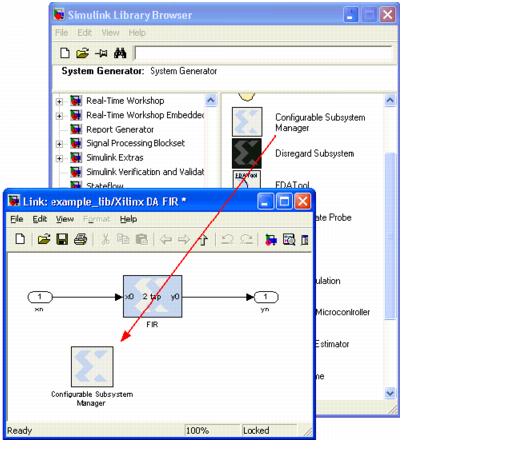 Simulink Library Browser
File Edit View Help
System Generator: System Generator
Real-Time Workshop
Real-Time Workshop Embedded
Report Generator
Signal Processing Blockset
Simulink Extras
Simulink Verification and Validat
Stateflow
Configurable Subsystem
Manager
Disregard Subsystem
FDATool
FDATool
ate Probe
ulation
Microcontroller
Estimator
me
Link: example_lib/Xilinx DA FIR *
File Edit View Format Help
1
xn
x0 2 tap y0
FIR
1
yn
Configurable Subsystem
Manager
Ready 100% Locked